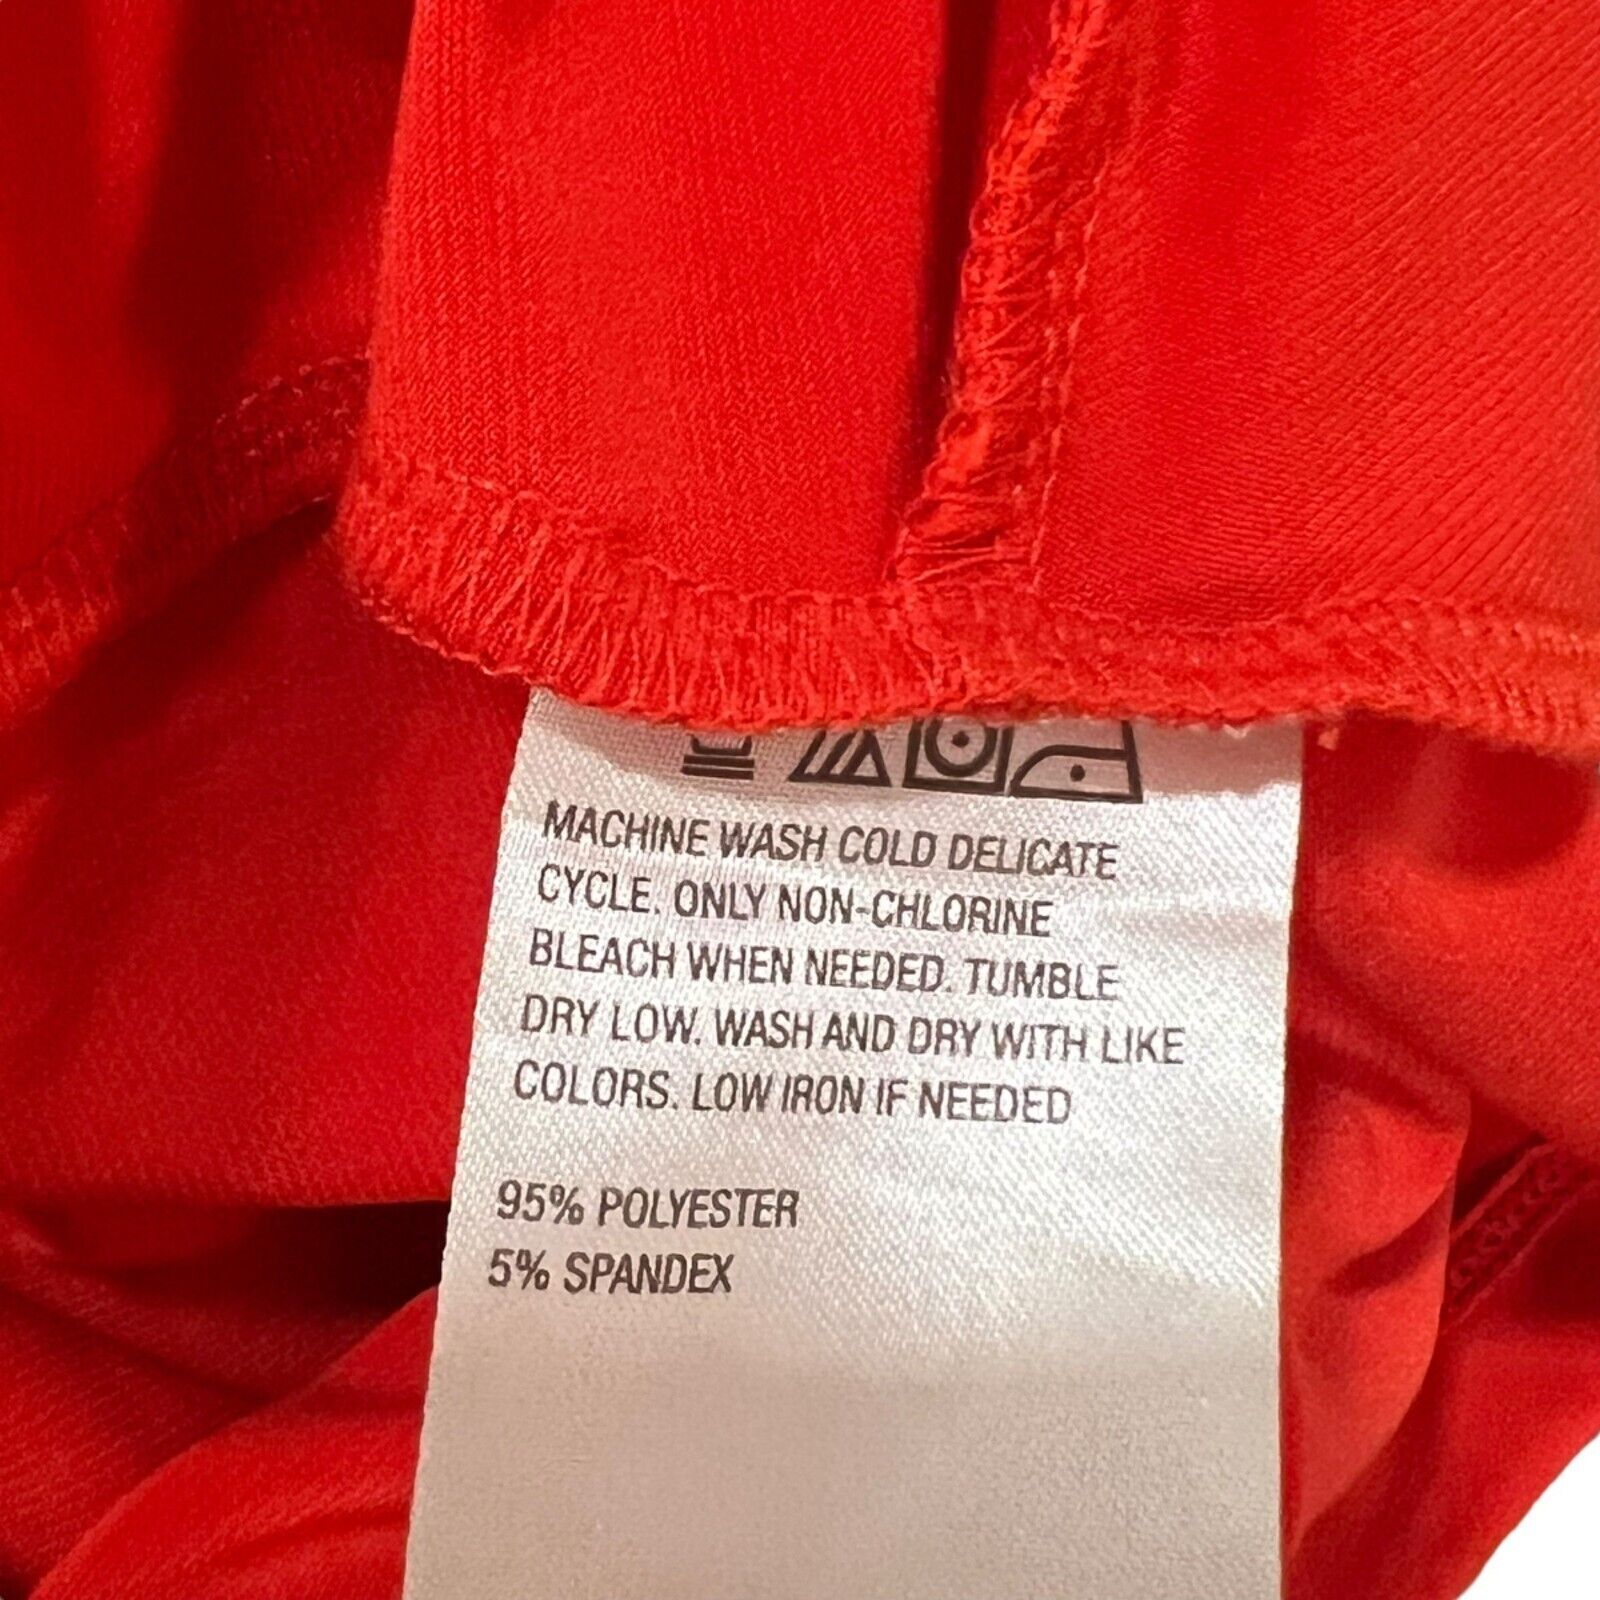 MACHINE WASH COLD DELICATE
CYCLE. ONLY NON-CHLORINE
BLEACH WHEN NEEDED. TUMBLE
DRY LOW. WASH AND DRY WITH LIKE
COLORS. LOW IRON IF NEEDED
95% POLYESTER
5% SPANDEX